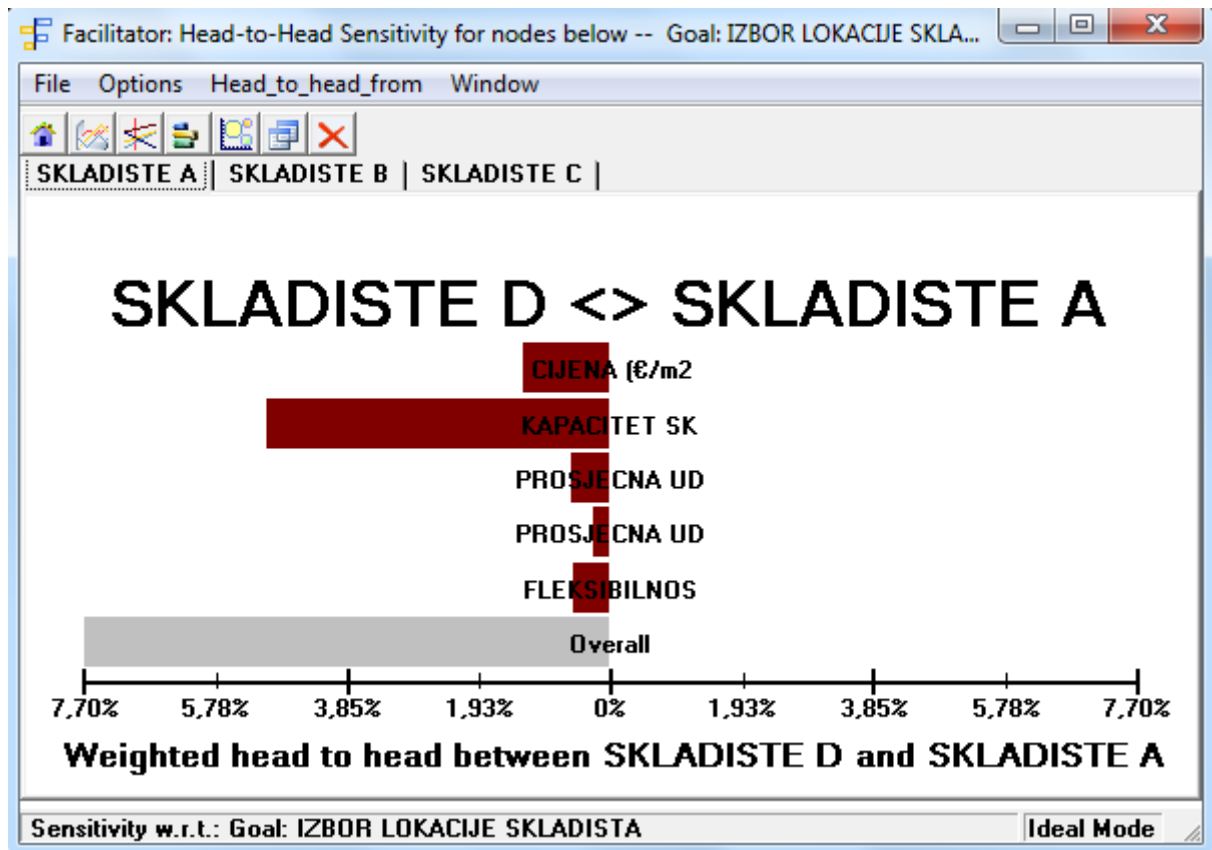 Facilitator: Head-to-Head Sensitivity for nodes below -- Goal: IZBOR LOKACIJE SKLA...
File Options Head_to_head_from Window
SKLADISTE A | SKLADISTE B | SKLADISTE C |
SKLADISTE D <> SKLADISTE A
CIJENA (€/m2
KAPACITET SK
PROSJECNA UD
PROSJECNA UD
FLEKSIBILNOS
Overall
7,70% 5,78% 3,85% 1,93% 0% 1,93% 3,85% 5,78% 7,70%
Weighted head to head between SKLADISTE D and SKLADISTE A
Sensitivity w.r.t.: Goal: IZBOR LOKACIJE SKLADISTA Ideal Mode